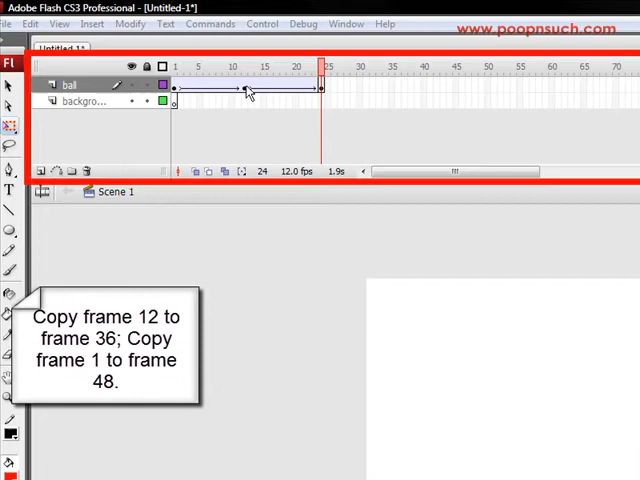 Adobe Flash CS3 Professional - [Untitled-1*]
File Edit View Insert Modify Text Commands Control Debug Window Help
www.poopnsuch.com
Untitled-1*
FL
1 5 10 15 20 25 30 35 40 45 50 55 60 65 70
ball
backgro...
24 12.0 fps 1.9s
Scene 1
T
Copy frame 12 to
frame 36; Copy
frame 1 to frame
48.